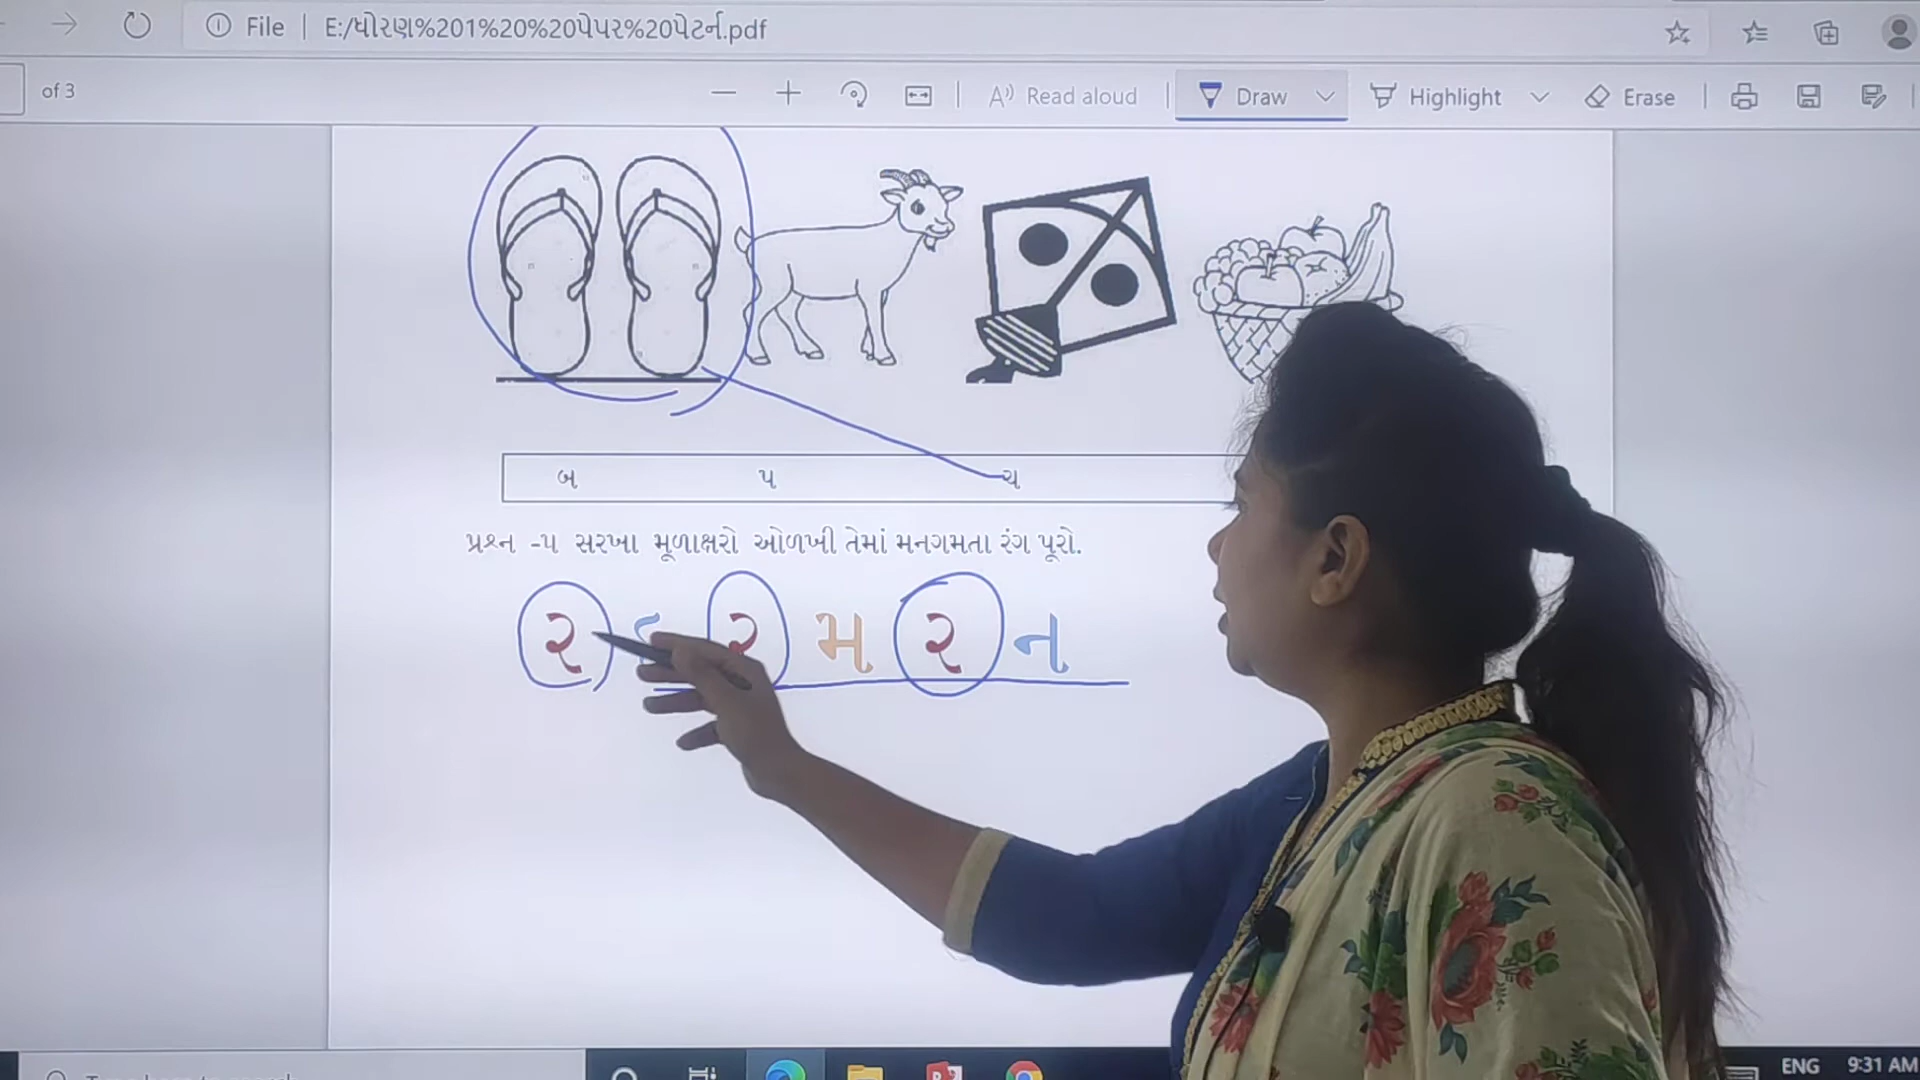 File | E:/ધોરણ%201%20%20પેપર%20પેટર્ન.pdf
of 3
Read aloud
Draw
Highlight
Erase
બ પ ચ
પ્રશ્ન -૫ સરખા મૂળાક્ષરો ઓળખી તેમાં મનગમતા રંગ પૂરો.
ર ર મ ર ન
ENG 9:31 AM